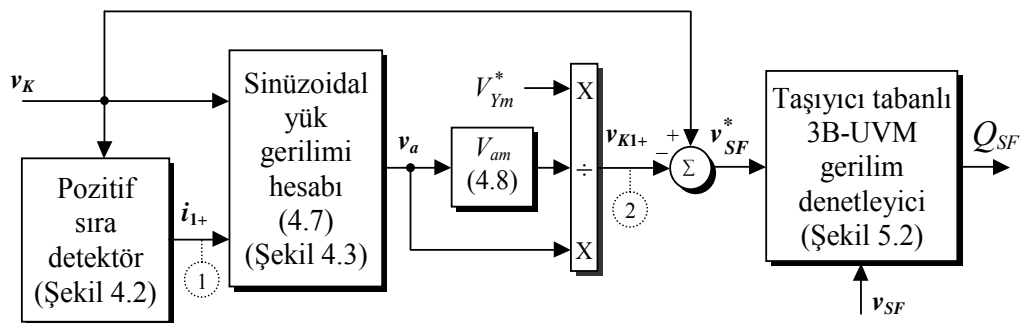 v_K
Pozitif
sıra
detektör
(Şekil 4.2)
i_1+
1
Sinüzoidal
yük
gerilimi
hesabı
(4.7)
(Şekil 4.3)
v_a
V*_Ym
V_am
(4.8)
X
÷
X
v_K1+
2
+
−
Σ
v*_SF
Taşıyıcı tabanlı
3B-UVM
gerilim
denetleyici
(Şekil 5.2)
Q_SF
v_SF